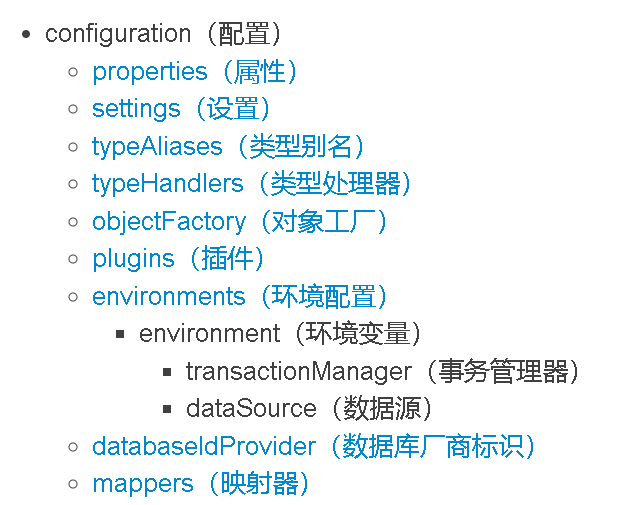 configuration（配置）
properties（属性）
settings（设置）
typeAliases（类型别名）
typeHandlers（类型处理器）
objectFactory（对象工厂）
plugins（插件）
environments（环境配置）
environment（环境变量）
transactionManager（事务管理器）
dataSource（数据源）
databaseIdProvider（数据库厂商标识）
mappers（映射器）